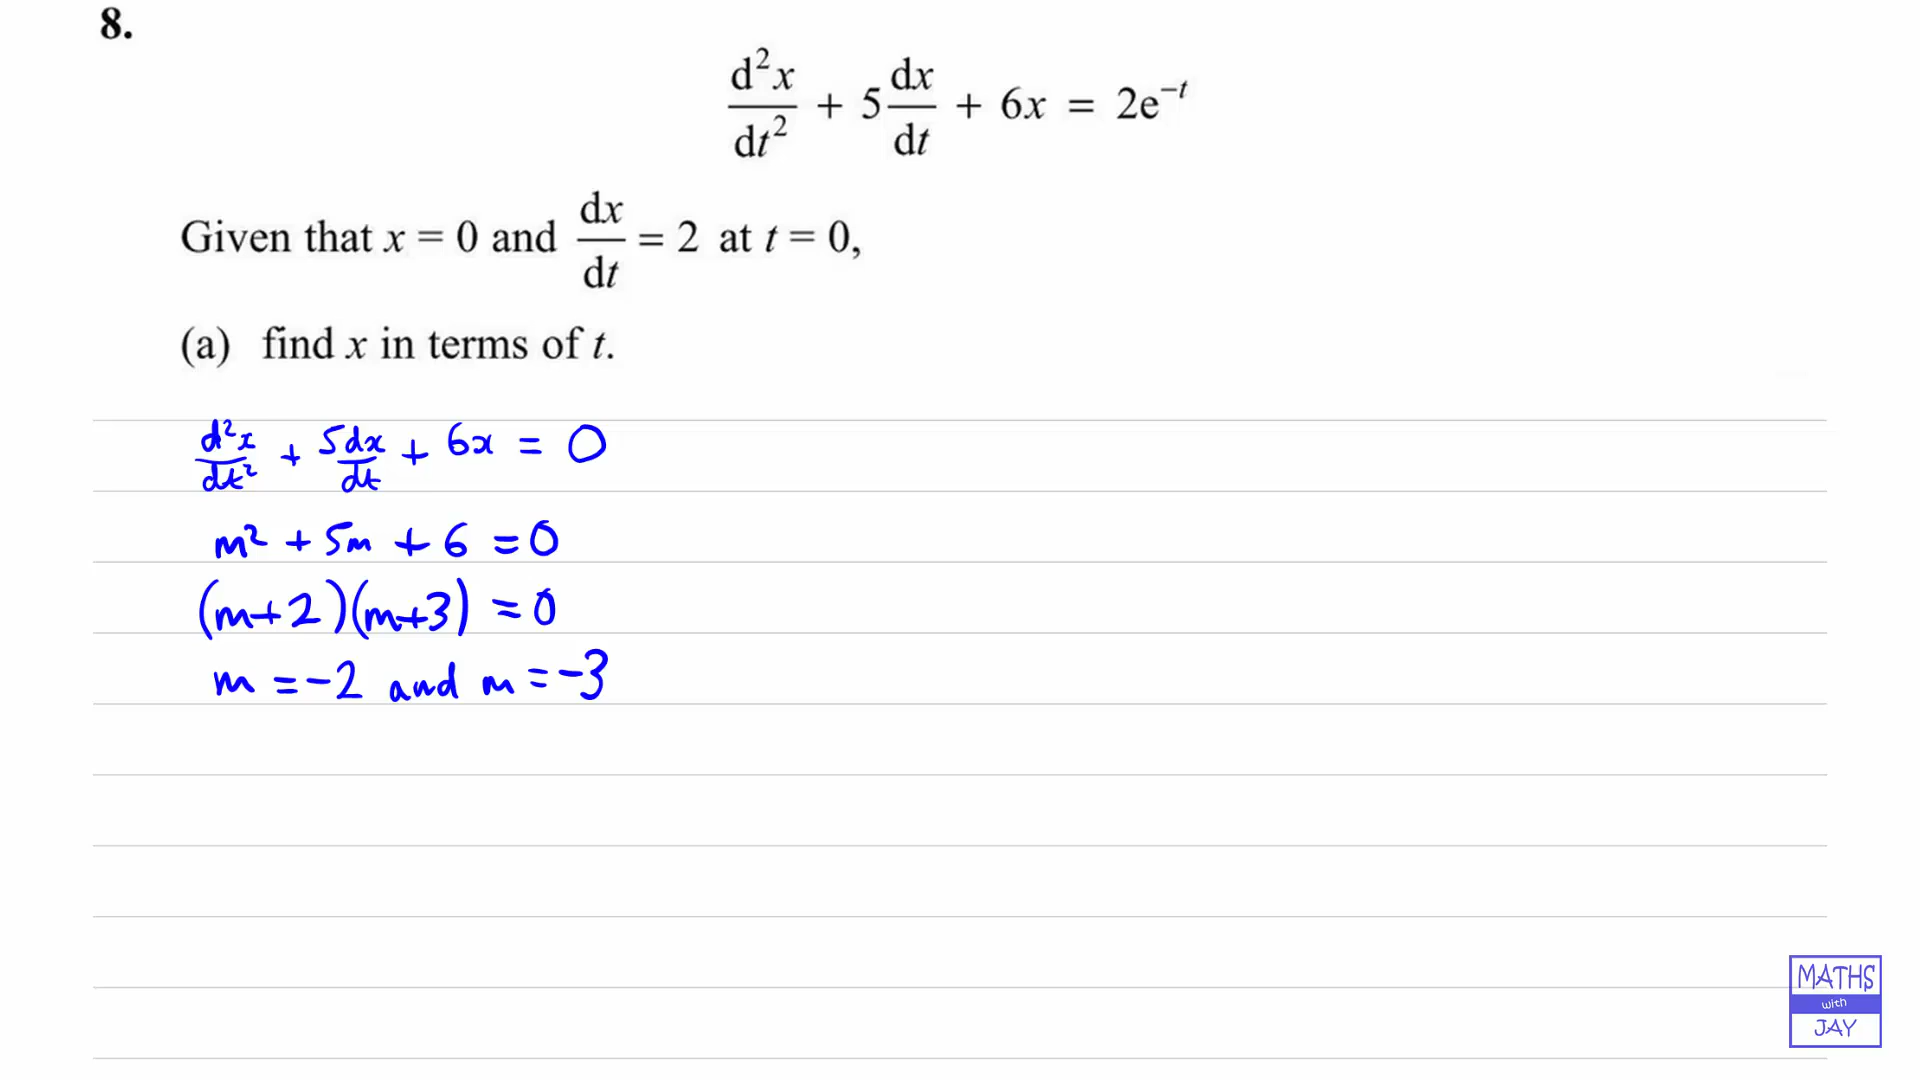 8.
d²x/dt² + 5 dx/dt + 6x = 2e⁻ᵗ
Given that x = 0 and dx/dt = 2 at t = 0,
(a) find x in terms of t.
d²x/dt² + 5dx/dt + 6x = 0
m² + 5m + 6 = 0
(m+2)(m+3) = 0
m = -2 and m = -3
MATHS
with
JAY